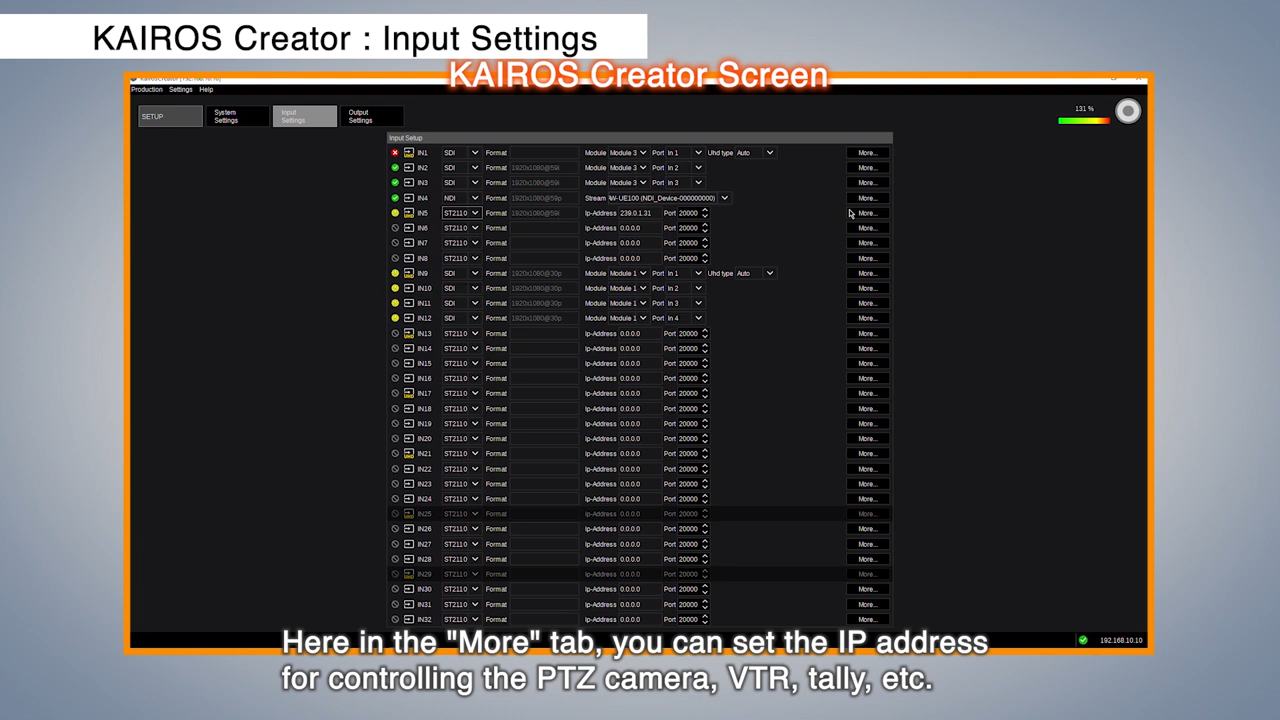 KAIROS Creator : Input Settings
KAIROS Creator Screen
Production Settings Help
SETUP System Settings Input Settings Output Settings 131 %
Input Setup
IN1 SDI Format Module Module 3 Port In 1 Uhd type Auto More...
IN2 SDI Format 1920x1080@59i Module Module 3 Port In 2 More...
IN3 SDI Format 1920x1080@59i Module Module 3 Port In 3 More...
IN4 NDI Format 1920x1080@59p Stream W-UE100 (NDI_Device-000000000) More...
IN5 ST2110 Format 1920x1080@59i Ip-Address 239.0.1.31 Port 20000 More...
IN6 ST2110 Format Ip-Address 0.0.0.0 Port 20000 More...
IN7 ST2110 Format Ip-Address 0.0.0.0 Port 20000 More...
IN8 ST2110 Format Ip-Address 0.0.0.0 Port 20000 More...
IN9 SDI Format 1920x1080@30p Module Module 1 Port In 1 Uhd type Auto More...
IN10 SDI Format 1920x1080@30p Module Module 1 Port In 2 More...
IN11 SDI Format 1920x1080@30p Module Module 1 Port In 3 More...
IN12 SDI Format 1920x1080@30p Module Module 1 Port In 4 More...
IN13 ST2110 Format Ip-Address 0.0.0.0 Port 20000 More...
IN14 ST2110 Format Ip-Address 0.0.0.0 Port 20000 More...
IN15 ST2110 Format Ip-Address 0.0.0.0 Port 20000 More...
IN16 ST2110 Format Ip-Address 0.0.0.0 Port 20000 More...
IN17 ST2110 Format Ip-Address 0.0.0.0 Port 20000 More...
IN18 ST2110 Format Ip-Address 0.0.0.0 Port 20000 More...
IN19 ST2110 Format Ip-Address 0.0.0.0 Port 20000 More...
IN20 ST2110 Format Ip-Address 0.0.0.0 Port 20000 More...
IN21 ST2110 Format Ip-Address 0.0.0.0 Port 20000 More...
IN22 ST2110 Format Ip-Address 0.0.0.0 Port 20000 More...
IN23 ST2110 Format Ip-Address 0.0.0.0 Port 20000 More...
IN24 ST2110 Format Ip-Address 0.0.0.0 Port 20000 More...
IN25 ST2110 Format Ip-Address 0.0.0.0 Port 20000 More...
IN26 ST2110 Format Ip-Address 0.0.0.0 Port 20000 More...
IN27 ST2110 Format Ip-Address 0.0.0.0 Port 20000 More...
IN28 ST2110 Format Ip-Address 0.0.0.0 Port 20000 More...
IN29 ST2110 Format Ip-Address 0.0.0.0 Port 20000 More...
IN30 ST2110 Format Ip-Address 0.0.0.0 Port 20000 More...
IN31 ST2110 Format Ip-Address 0.0.0.0 Port 20000 More...
IN32 ST2110 Format Ip-Address 0.0.0.0 Port 20000 More...
192.168.10.10
Here in the "More" tab, you can set the IP address
for controlling the PTZ camera, VTR, tally, etc.